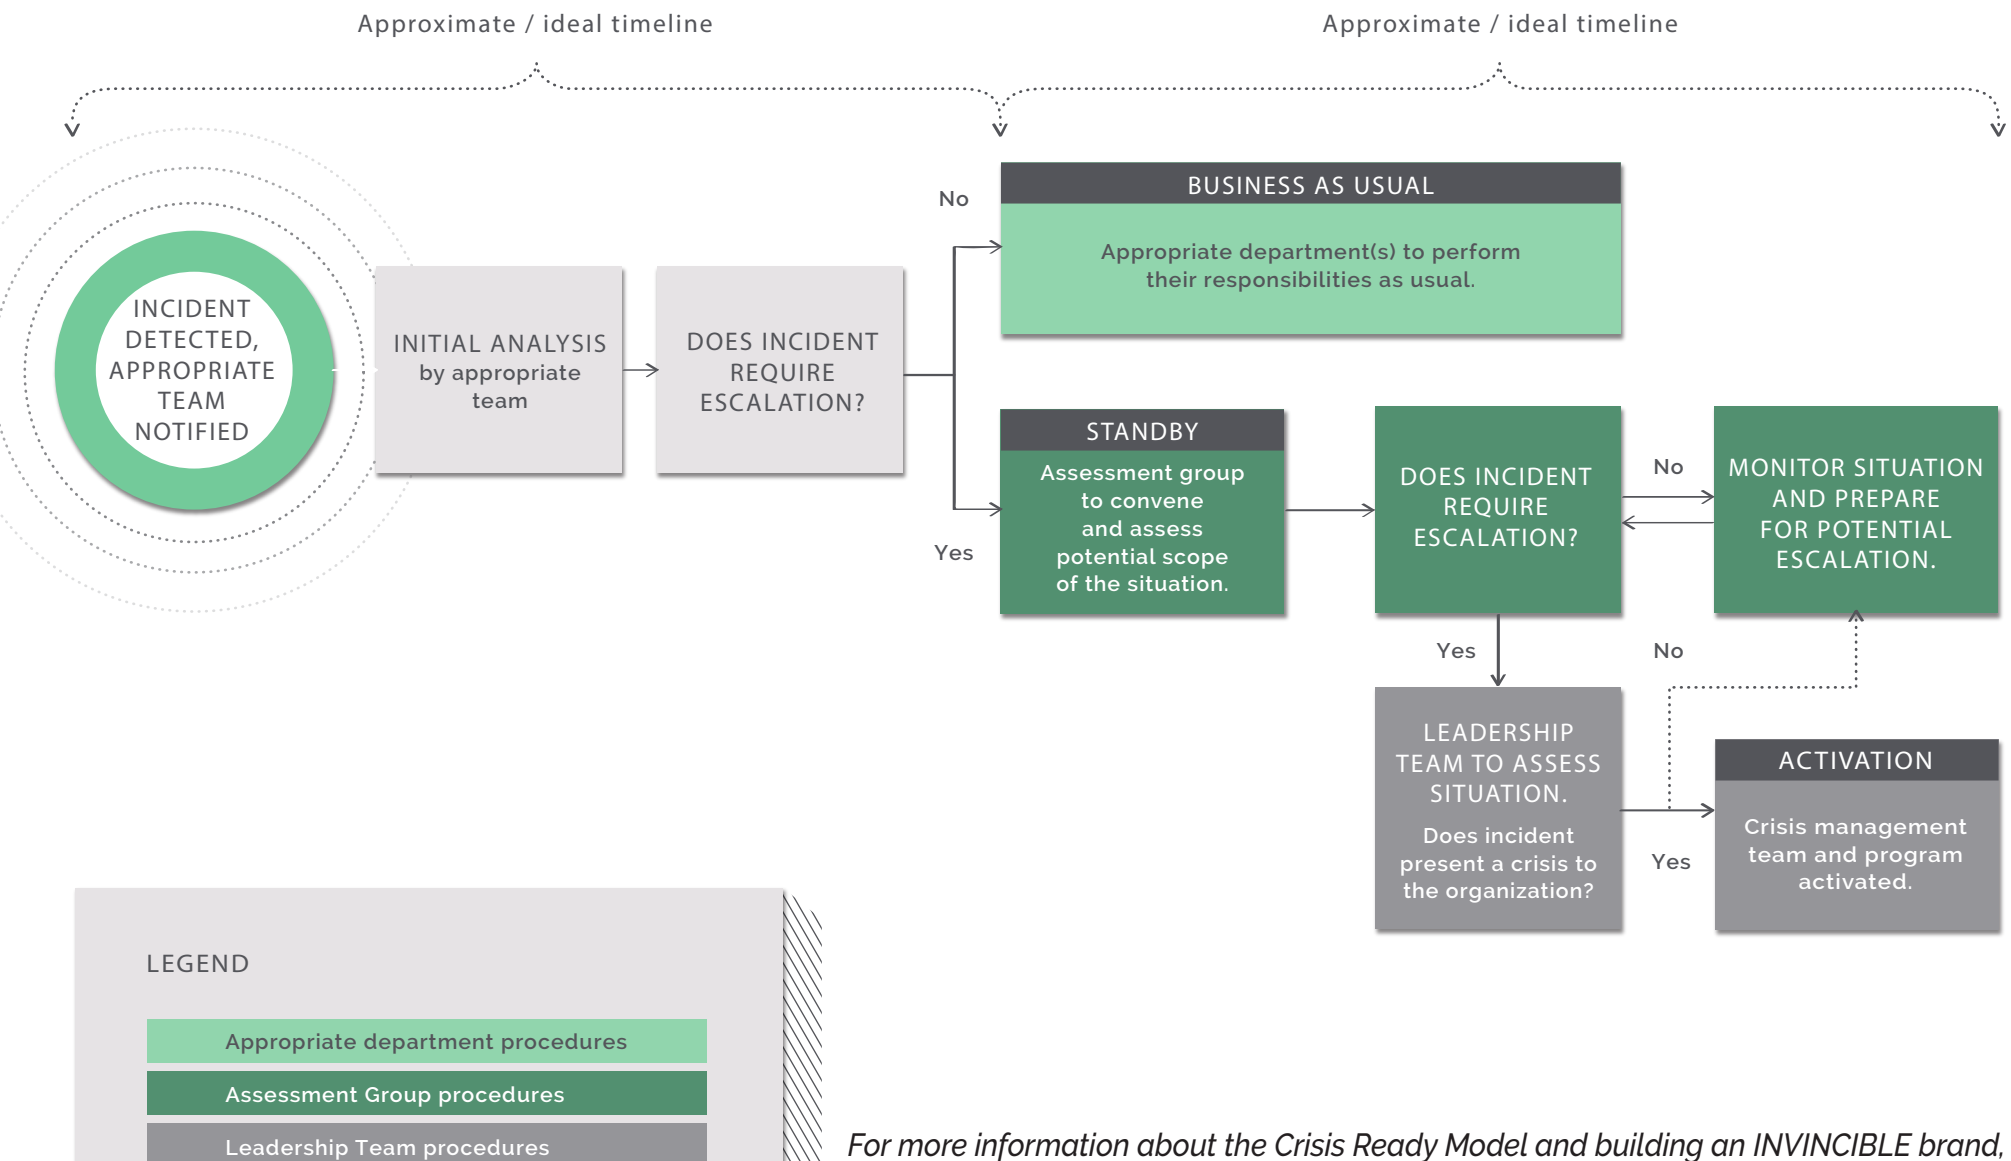 Approximate / ideal timeline
Approximate / ideal timeline
INCIDENT
DETECTED,
APPROPRIATE
TEAM
NOTIFIED
INITIAL ANALYSIS
by appropriate
team
DOES INCIDENT
REQUIRE
ESCALATION?
No
BUSINESS AS USUAL
Appropriate department(s) to perform
their responsibilities as usual.
Yes
STANDBY
Assessment group
to convene
and assess
potential scope
of the situation.
DOES INCIDENT
REQUIRE
ESCALATION?
No
MONITOR SITUATION
AND PREPARE
FOR POTENTIAL
ESCALATION.
Yes
No
LEADERSHIP
TEAM TO ASSESS
SITUATION.
Does incident
present a crisis to
the organization?
Yes
ACTIVATION
Crisis management
team and program
activated.
LEGEND
Appropriate department procedures
Assessment Group procedures
Leadership Team procedures
For more information about the Crisis Ready Model and building an INVINCIBLE brand,